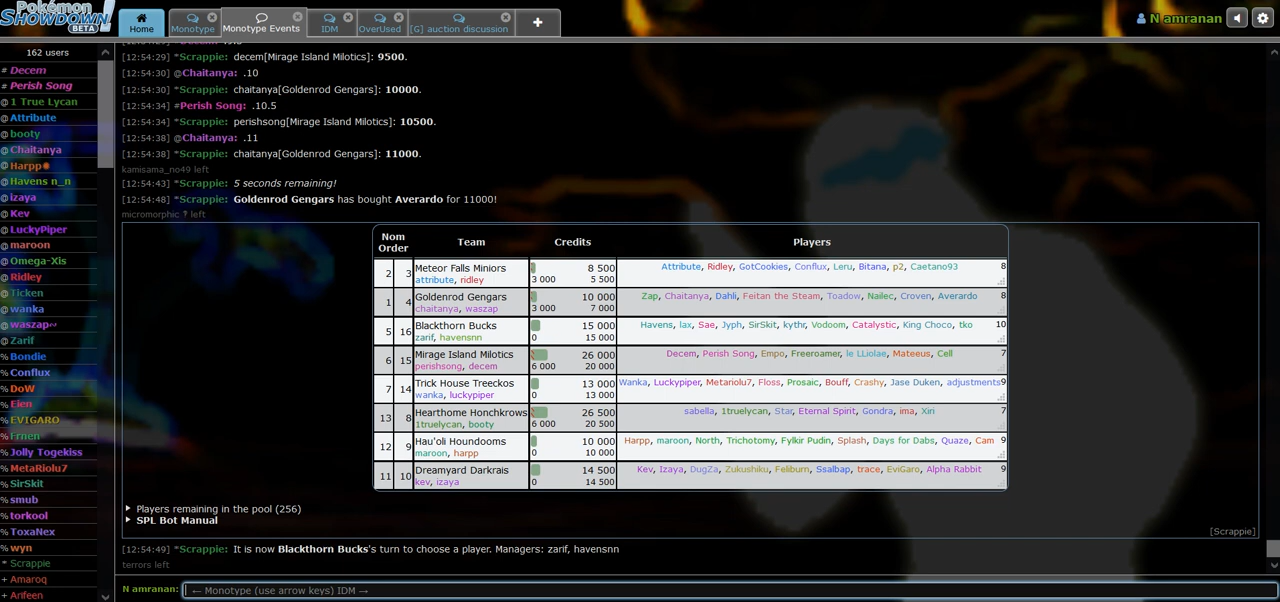 Pokémon
Showdown!
BETA
Home
Monotype
Monotype Events
IDM
OverUsed
[G] auction discussion
N amranan
162 users
# Decem
# Perish Song
@ 1 True Lycan
@ Attribute
@ booty
@ Chaitanya
@ Harpp✹
@ Havens n_n
@ izaya
@ Kev
@ LuckyPiper
@ maroon
@ Omega-Xis
@ Ridley
@ Ticken
@ wanka
@ waszap~
@ Zarif
% Bondie
% Conflux
% DoW
% Elen
% EVIGARO
% Frnen
% Jolly Togekiss
% MetaRiolu7
% SirSkit
% smub
% torkool
% ToxaNex
% wyn
* Scrappie
+ Amaroq
+ Anfeen
[12:54:29] *Scrappie: decem[Mirage Island Milotics]: 9500.
[12:54:30] @Chaitanya: .10
[12:54:30] *Scrappie: chaitanya[Goldenrod Gengars]: 10000.
[12:54:34] #Perish Song: .10.5
[12:54:34] *Scrappie: perishsong[Mirage Island Milotics]: 10500.
[12:54:38] @Chaitanya: .11
[12:54:38] *Scrappie: chaitanya[Goldenrod Gengars]: 11000.
kamisama_no49 left
[12:54:43] *Scrappie: 5 seconds remaining!
[12:54:48] *Scrappie: Goldenrod Gengars has bought Averardo for 11000!
micromorphic ? left
Nom Order Team Credits Players
2 3 Meteor Falls Miniors 8 500 Attribute, Ridley, GotCookies, Conflux, Leru, Bitana, p2, Caetano93 8
attribute, ridley 3 000 5 500
1 4 Goldenrod Gengars 10 000 Zap, Chaitanya, Dahli, Feitan the Steam, Toadow, Nailec, Croven, Averardo 8
chaitanya, waszap 3 000 7 000
5 16 Blackthorn Bucks 15 000 Havens, lax, Sae, Jyph, SirSkit, kythr, Vodoom, Catalystic, King Choco, tko 10
zarif, havensnn 0 15 000
6 15 Mirage Island Milotics 26 000 Decem, Perish Song, Empo, Freeroamer, le LLiolae, Mateeus, Cell 7
perishsong, decem 6 000 20 000
7 14 Trick House Treeckos 13 000 Wanka, Luckypiper, Metariolu7, Floss, Prosaic, Bouff, Crashy, Jase Duken, adjustments 9
wanka, luckypiper 0 13 000
13 8 Hearthome Honchkrows 26 500 sabella, 1truelycan, Star, Eternal Spirit, Gondra, ima, Xiri 7
1truelycan, booty 6 000 20 500
12 9 Hau'oli Houndooms 10 000 Harpp, maroon, North, Trichotomy, Fylkir Pudin, Splash, Days for Dabs, Quaze, Cam 9
maroon, harpp 0 10 000
11 10 Dreamyard Darkrais 14 500 Kev, Izaya, DugZa, Zukushiku, Feliburn, Ssalbap, trace, EviGaro, Alpha Rabbit 9
kev, izaya 0 14 500
Players remaining in the pool (256)
SPL Bot Manual
[Scrappie]
[12:54:49] *Scrappie: It is now Blackthorn Bucks's turn to choose a player. Managers: zarif, havensnn
terrors left
N amranan: ← Monotype (use arrow keys) IDM →